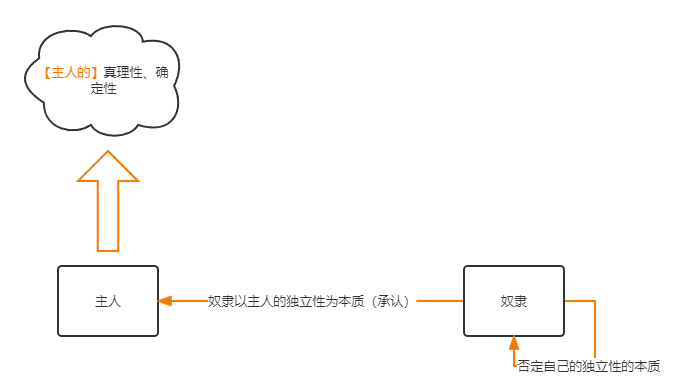 【主人的】真理性、确
定性
主人
奴隶以主人的独立性为本质（承认）
奴隶
否定自己的独立性的本质